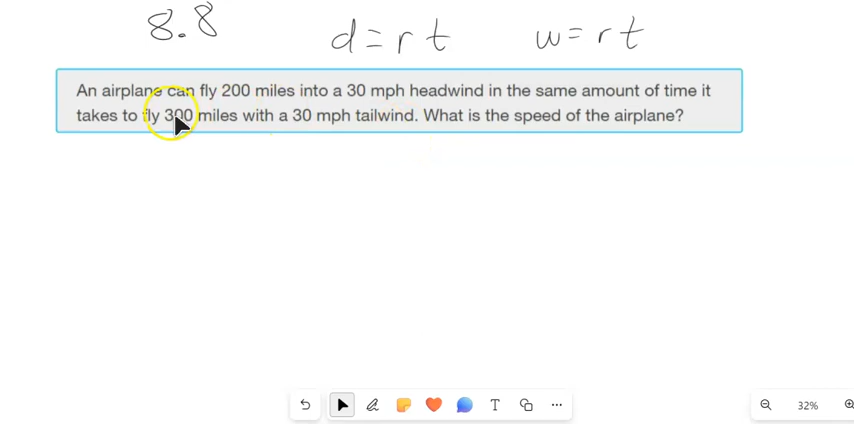 8.8 d = r t w = r t
An airplane can fly 200 miles into a 30 mph headwind in the same amount of time it
takes to fly 300 miles with a 30 mph tailwind. What is the speed of the airplane?
T ... 32%